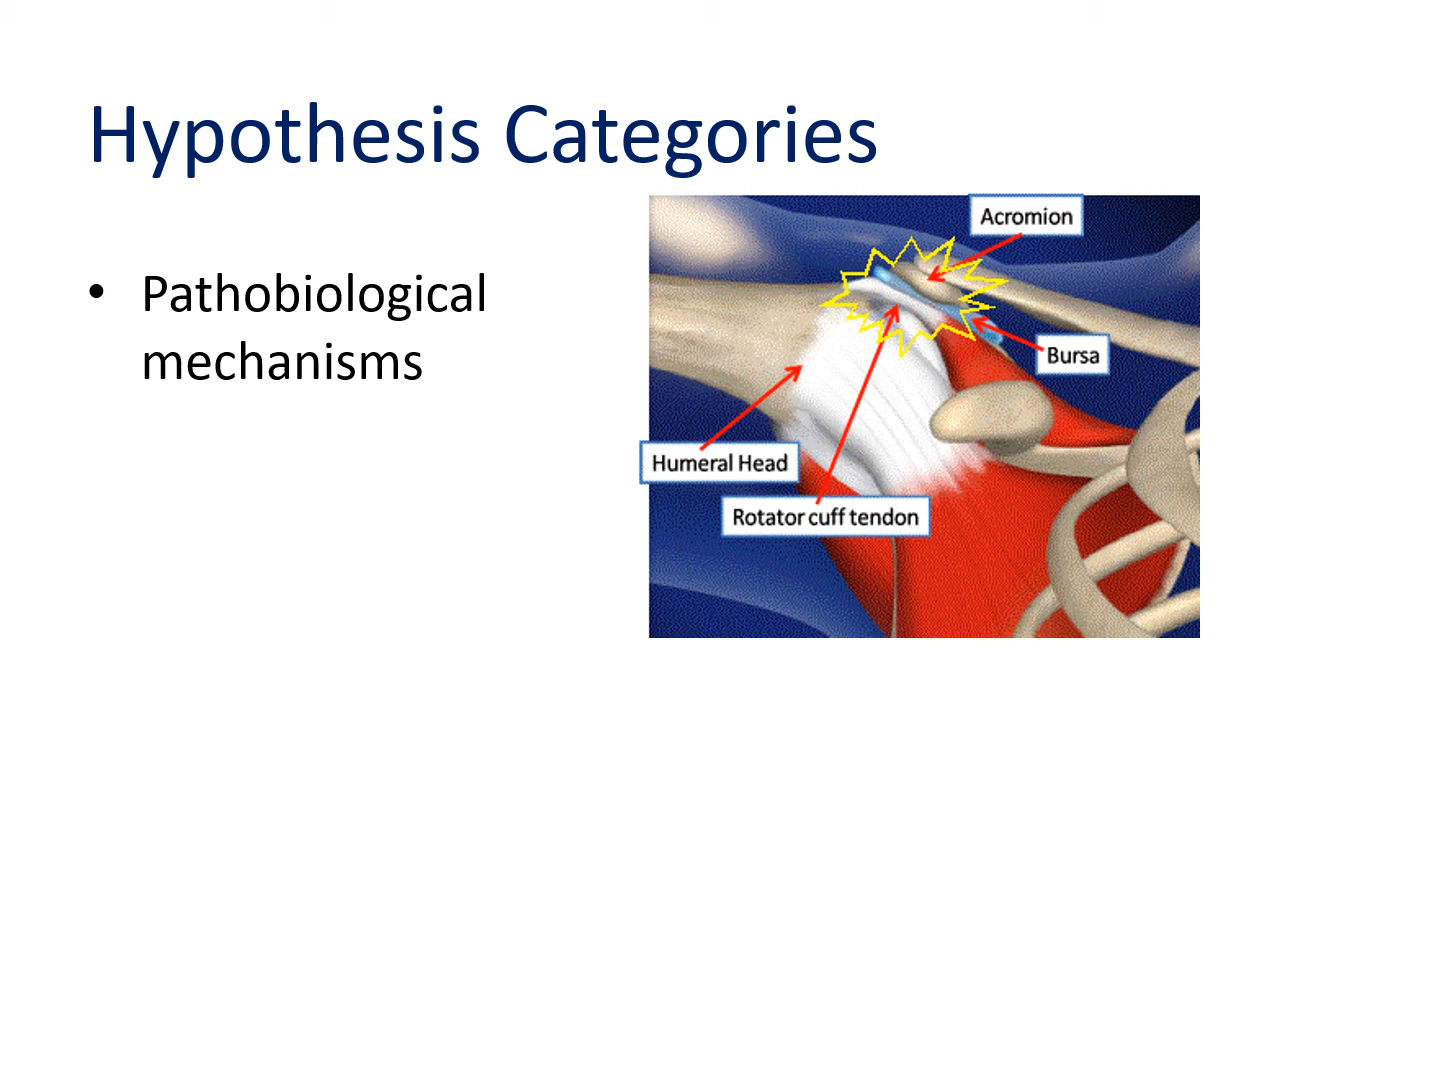 Hypothesis Categories
• Pathobiological
mechanisms
Acromion
Bursa
Humeral Head
Rotator cuff tendon